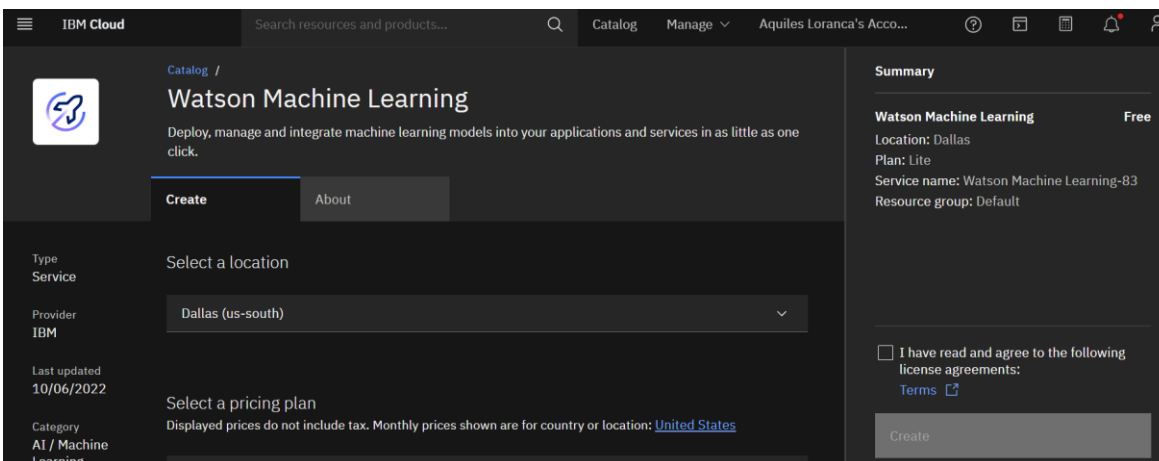 IBM Cloud
Search resources and products...
Catalog
Manage
Aquiles Loranca's Acco...
Catalog /
Watson Machine Learning
Deploy, manage and integrate machine learning models into your applications and services in as little as one
click.
Create
About
Type
Service
Provider
IBM
Last updated
10/06/2022
Category
AI / Machine
Learning
Select a location
Dallas (us-south)
Select a pricing plan
Displayed prices do not include tax. Monthly prices shown are for country or location: United States
Summary
Watson Machine Learning Free
Location: Dallas
Plan: Lite
Service name: Watson Machine Learning-83
Resource group: Default
I have read and agree to the following
license agreements:
Terms
Create